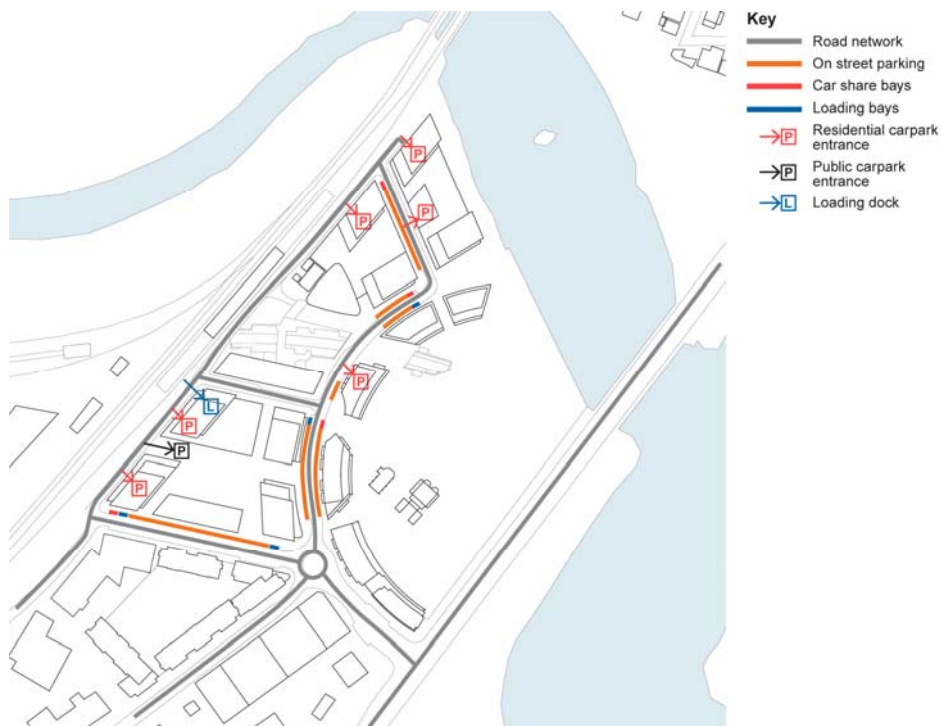 Key
Road network
On street parking
Car share bays
Loading bays
P
Residential carpark
entrance
P
Public carpark
entrance
L
Loading dock
P
P
P
P
L
P
P
P